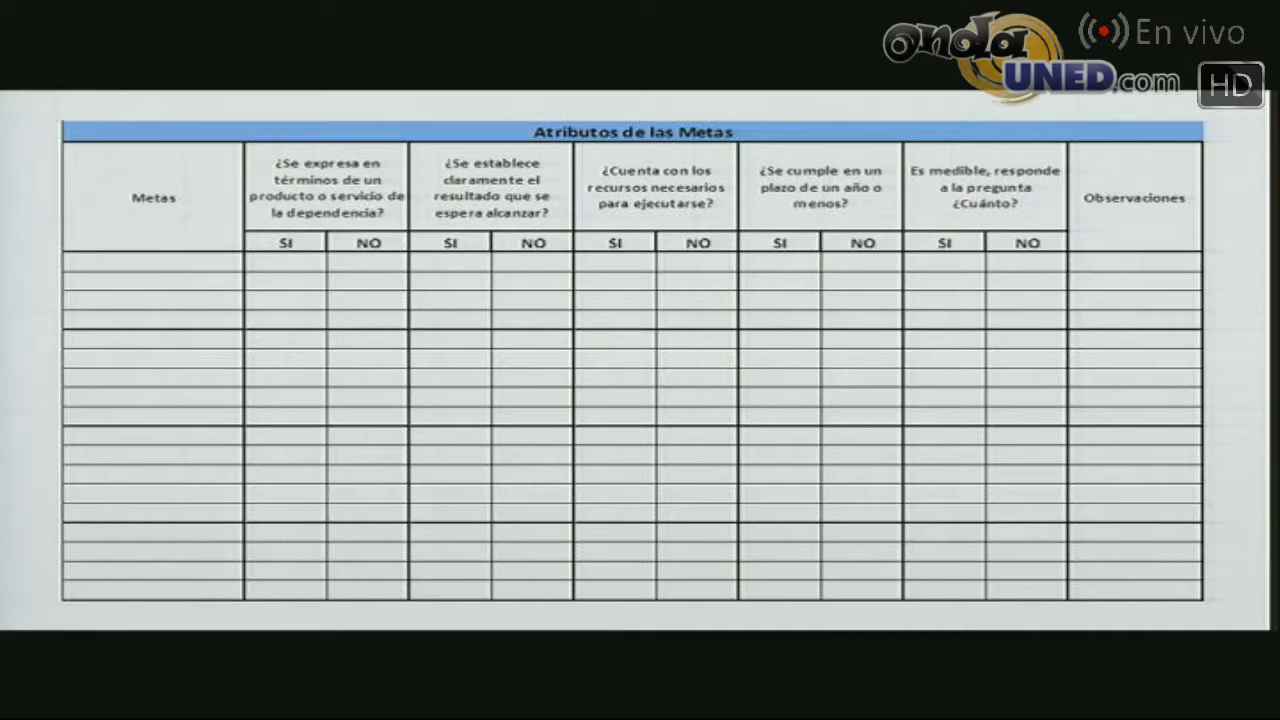 onda
UNED.com
En vivo
HD
Atributos de las Metas
Metas
¿Se expresa en
términos de un
producto o servicio de
la dependencia?
¿Se establece
claramente el
resultado que se
espera alcanzar?
¿Cuenta con los
recursos necesarios
para ejecutarse?
¿Se cumple en un
plazo de un año o
menos?
Es medible, responde
a la pregunta
¿Cuánto?
Observaciones
SI NO SI NO SI NO SI NO SI NO